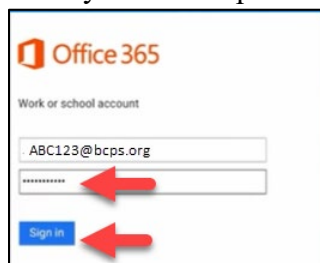 Office 365
Work or school account
ABC123@bcps.org
•••••••••••
Sign in